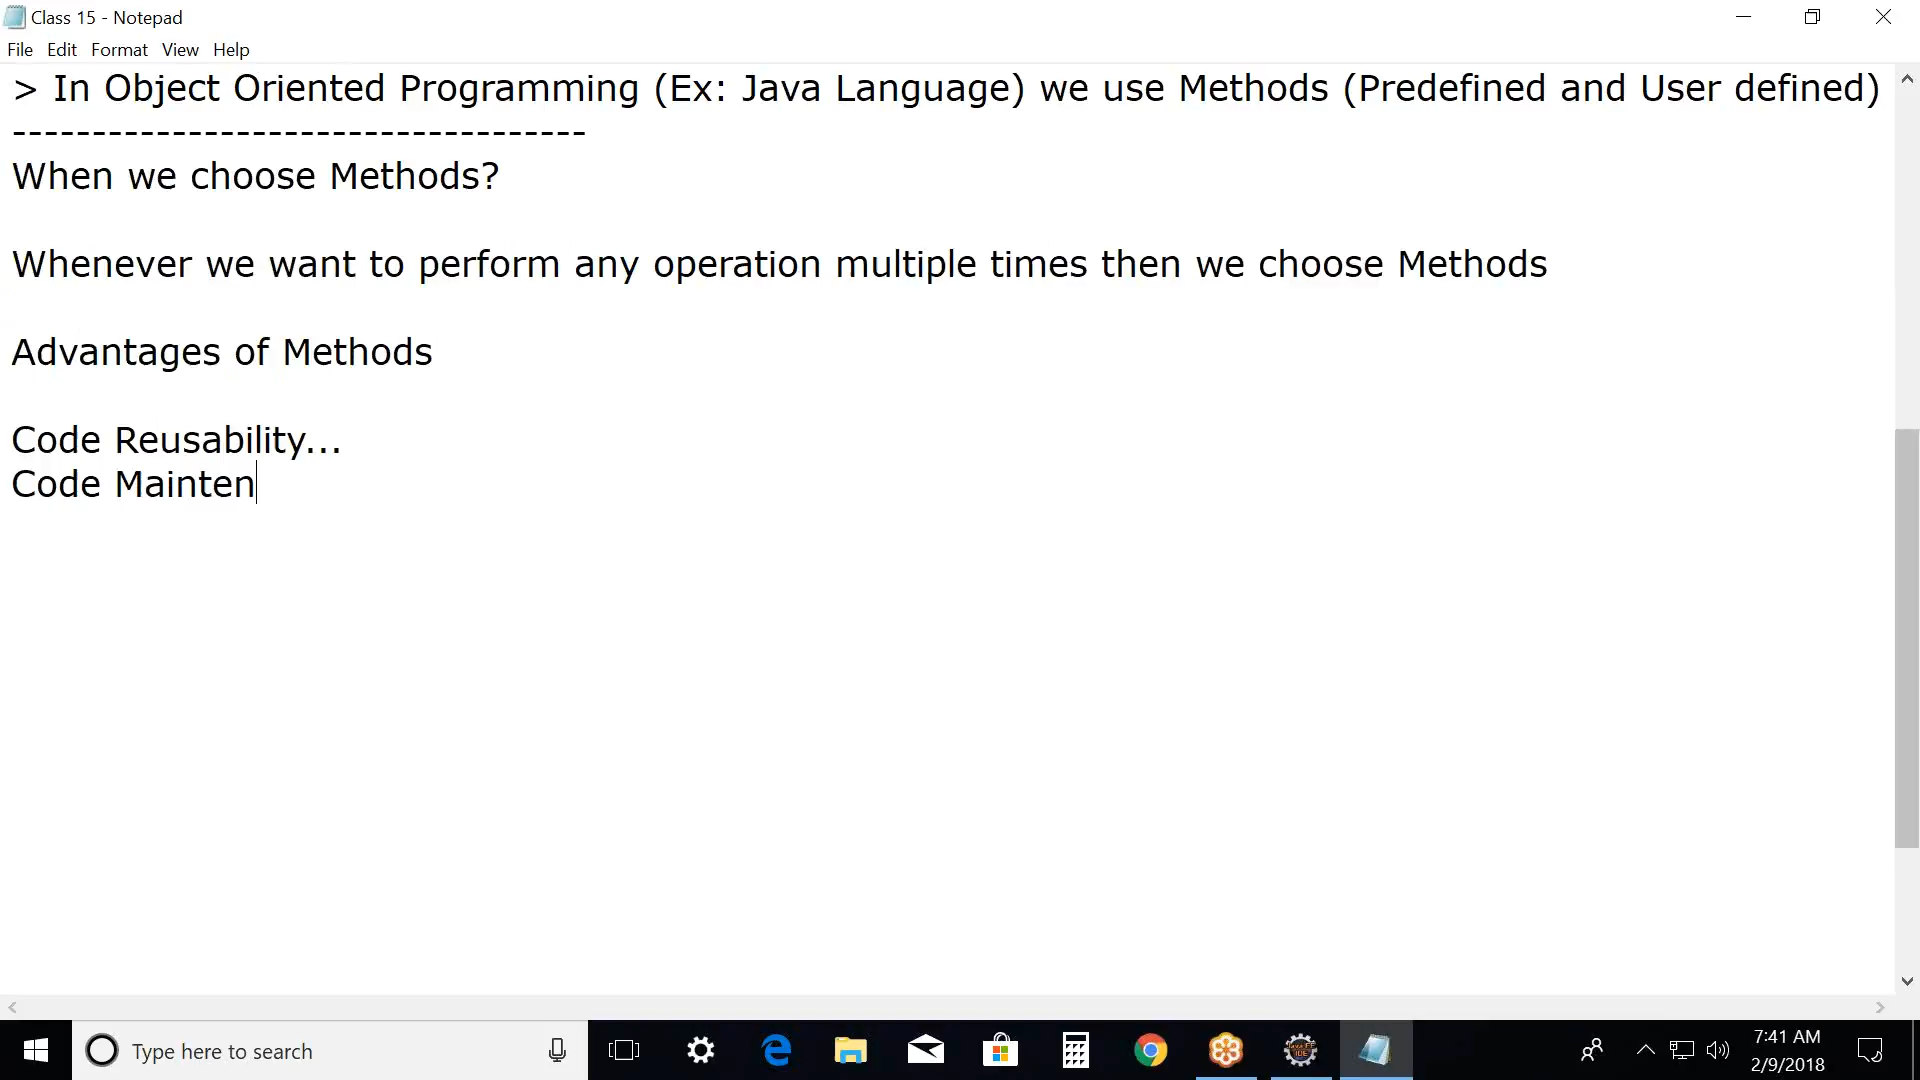 Class 15 - Notepad
File Edit Format View Help
> In Object Oriented Programming (Ex: Java Language) we use Methods (Predefined and User defined)
------------------------------------
When we choose Methods?
Whenever we want to perform any operation multiple times then we choose Methods
Advantages of Methods
Code Reusability...
Code Mainten
Type here to search
7:41 AM
2/9/2018